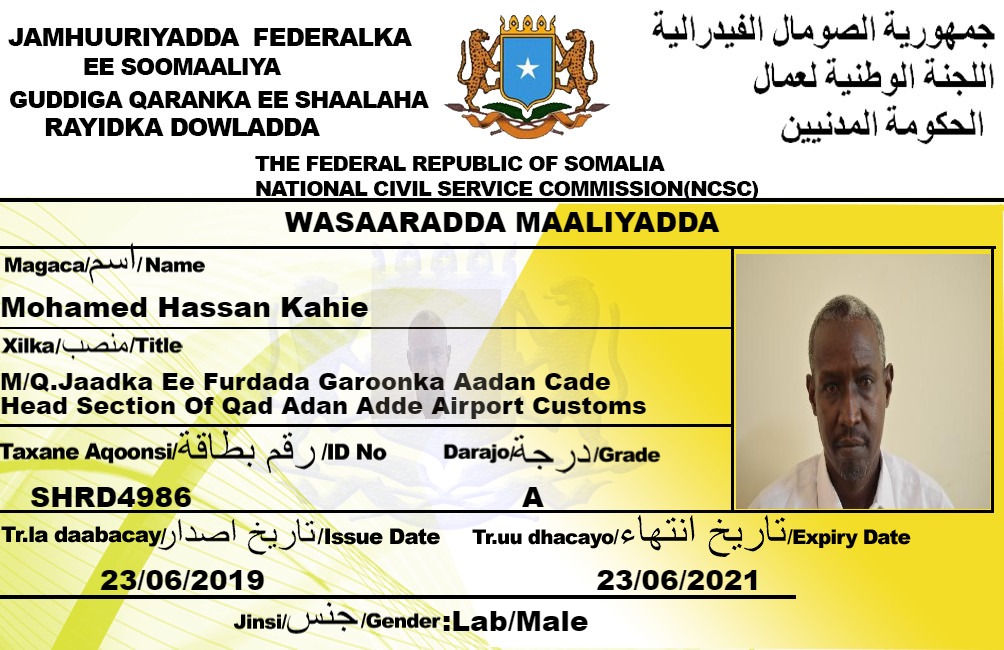 JAMHUURIYADDA FEDERALKA
EE SOOMAALIYA
GUDDIGA QARANKA EE SHAALAHA
RAYIDKA DOWLADDA
جمهورية الصومال الفيدرالية
اللجنة الوطنية لعمال
الحكومة المدنيين
THE FEDERAL REPUBLIC OF SOMALIA
NATIONAL CIVIL SERVICE COMMISSION(NCSC)
WASAARADDA MAALIYADDA
Magaca/اسم/Name
Mohamed Hassan Kahie
Xilka/منصب/Title
M/Q.Jaadka Ee Furdada Garoonka Aadan Cade
Head Section Of Qad Adan Adde Airport Customs
Taxane Aqoonsi/رقم بطاقة/ID No
Darajo/درجة/Grade
SHRD4986
A
Tr.la daabacay/تاريخ اصدار/Issue Date
Tr.uu dhacayo/تاريخ انتهاء/Expiry Date
23/06/2019
23/06/2021
Jinsi/جنس/Gender:Lab/Male